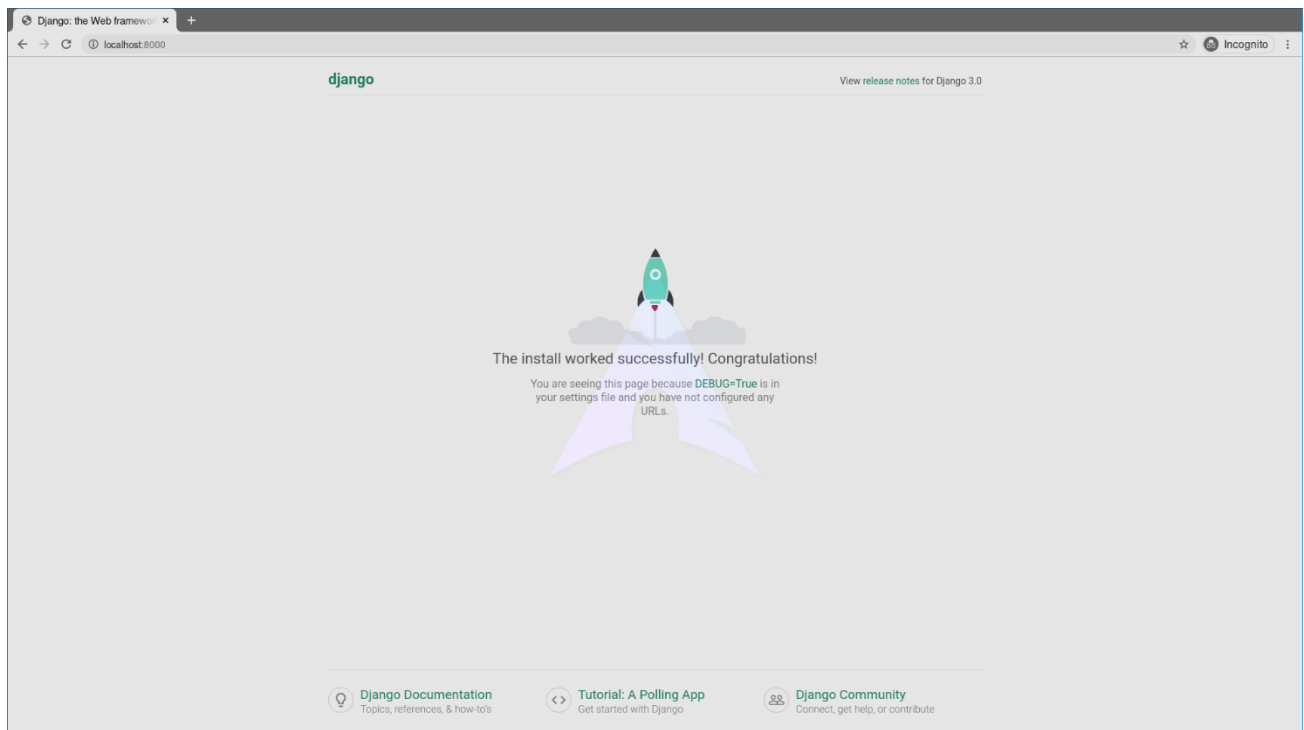 Django: the Web framewo
localhost:8000
Incognito
django
View release notes for Django 3.0
The install worked successfully! Congratulations!
You are seeing this page because DEBUG=True is in
your settings file and you have not configured any
URLs.
Django Documentation
Topics, references, & how-to's
Tutorial: A Polling App
Get started with Django
Django Community
Connect, get help, or contribute